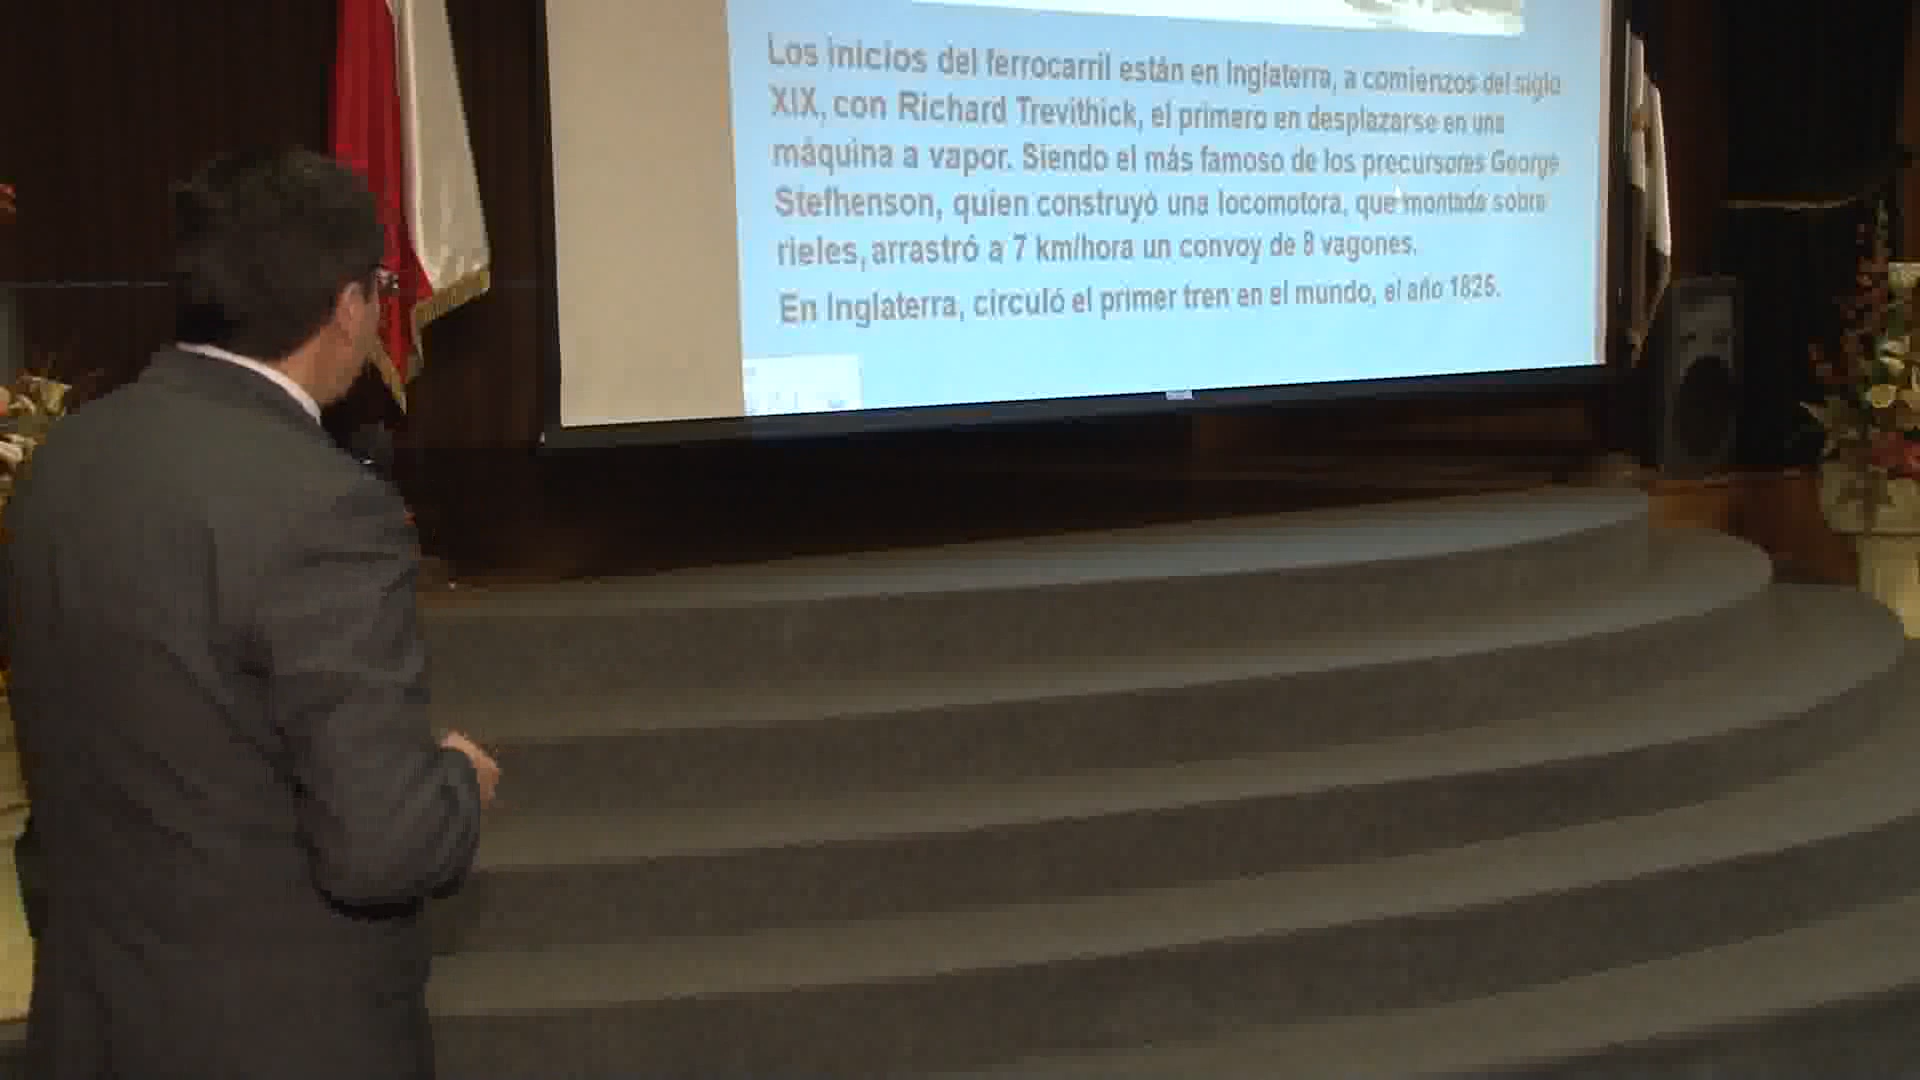 Los inicios del ferrocarril están en Inglaterra, a comienzos del siglo
XIX, con Richard Trevithick, el primero en desplazarse en una
máquina a vapor. Siendo el más famoso de los precursores George
Stefhenson, quien construyó una locomotora, que montada sobre
rieles, arrastró a 7 km/hora un convoy de 8 vagones.
En Inglaterra, circuló el primer tren en el mundo, el año 1825.